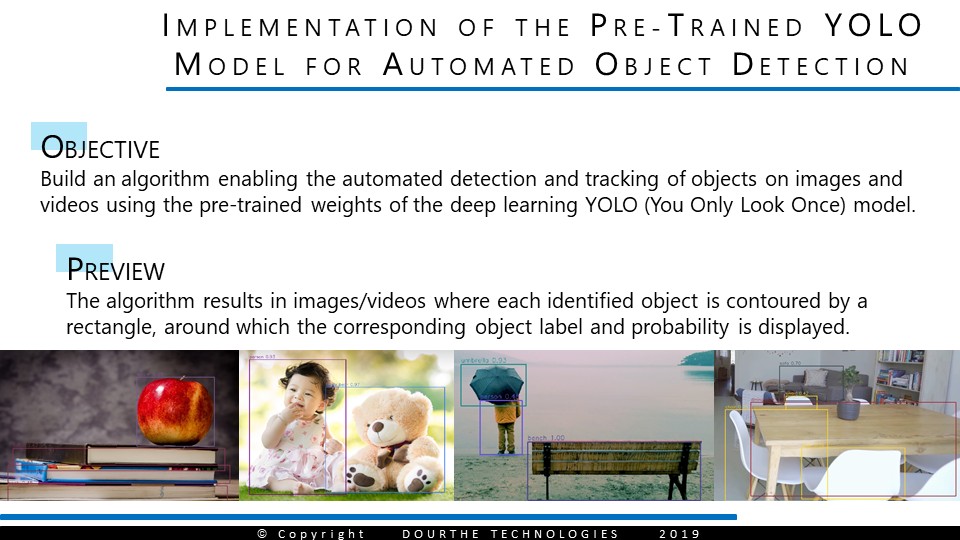 Implementation of the Pre-Trained YOLO
Model for Automated Object Detection
Objective
Build an algorithm enabling the automated detection and tracking of objects on images and
videos using the pre-trained weights of the deep learning YOLO (You Only Look Once) model.
Preview
The algorithm results in images/videos where each identified object is contoured by a
rectangle, around which the corresponding object label and probability is displayed.
umbrella 0.93
bench 1.00
© Copyright DOURTHE TECHNOLOGIES 2019